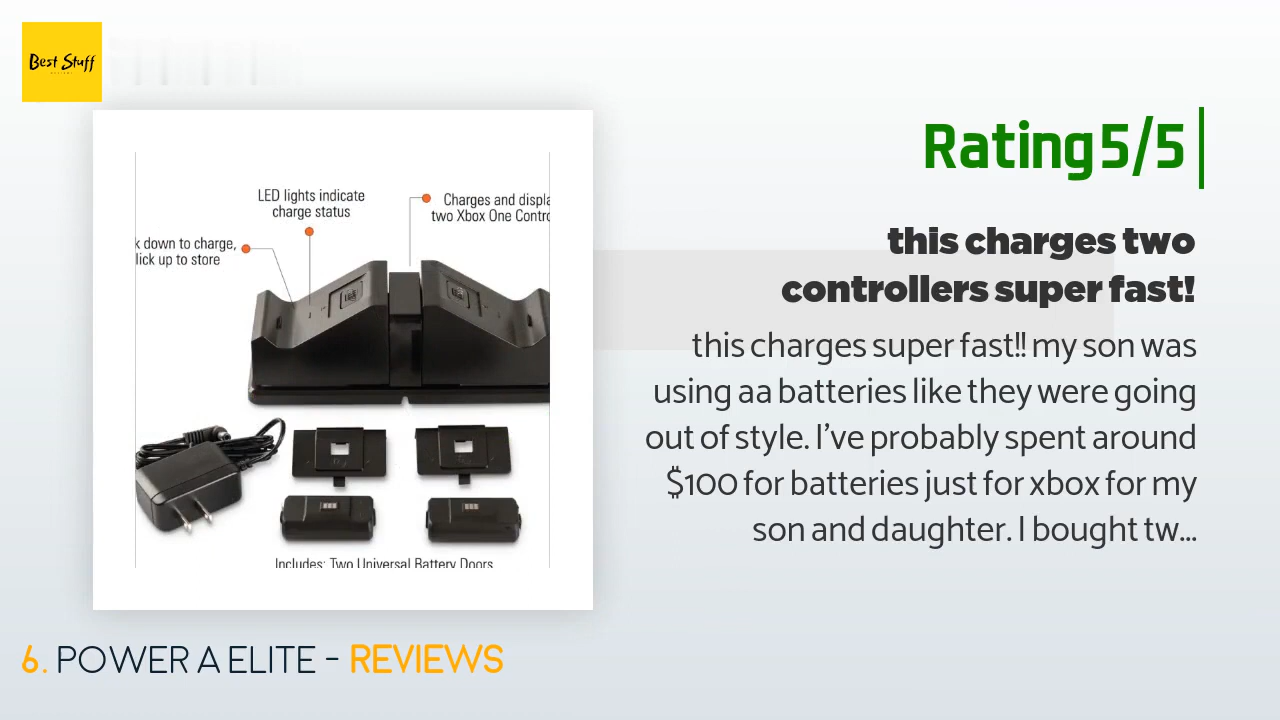 Best Stuff
LED lights indicate
charge status
Charges and displa
two Xbox One Contro
k down to charge,
lick up to store
Includes: Two Universal Battery Doors
Rating 5/5
this charges two
controllers super fast!
this charges super fast!! my son was
using aa batteries like they were going
out of style. I've probably spent around
$100 for batteries just for xbox for my
son and daughter. I bought tw...
6. POWER A ELITE - REVIEWS